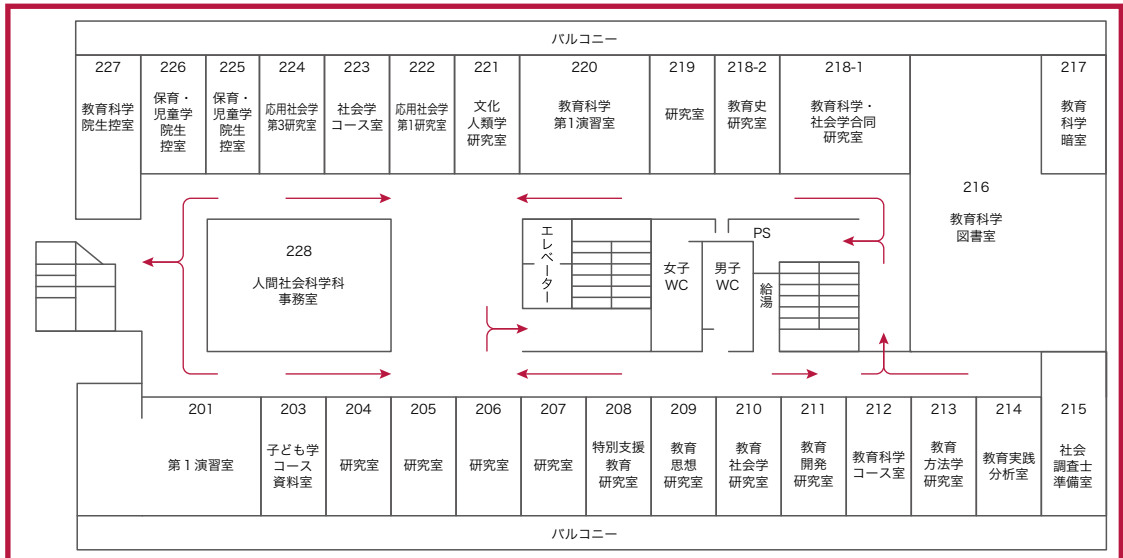 バルコニー
227
教育科学
院生控室
226
保育・
児童学
院生
控室
225
保育・
児童学
院生
控室
224
応用社会学
第3研究室
223
社会学
コース室
222
応用社会学
第1研究室
221
文化
人類学
研究室
220
教育科学
第1演習室
219
研究室
218-2
教育史
研究室
218-1
教育科学・
社会学合同
研究室
217
教育
科学
暗室
216
教育科学
図書室
228
人間社会科学科
事務室
エレベーター
女子
WC
男子
WC
PS
給湯
201
第1演習室
203
子ども学
コース
資料室
204
研究室
205
研究室
206
研究室
207
研究室
208
特別支援
教育
研究室
209
教育
思想
研究室
210
教育
社会学
研究室
211
教育
開発
研究室
212
教育科学
コース室
213
教育
方法学
研究室
214
教育実践
分析室
215
社会
調査士
準備室
バルコニー